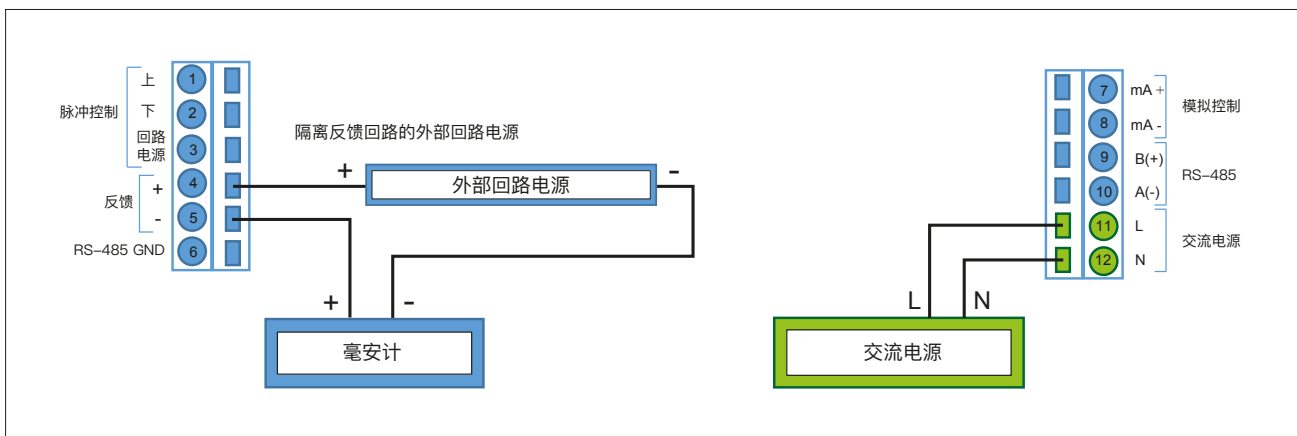 上 1
脉冲控制
下 2
回路
电源 3
隔离反馈回路的外部回路电源
反馈
+ 4
- 5
+ 外部回路电源 -
RS-485 GND 6
+ -
毫安计
7 mA +
8 mA -
模拟控制
9 B(+)
10 A(-)
RS-485
11 L
12 N
交流电源
L N
交流电源